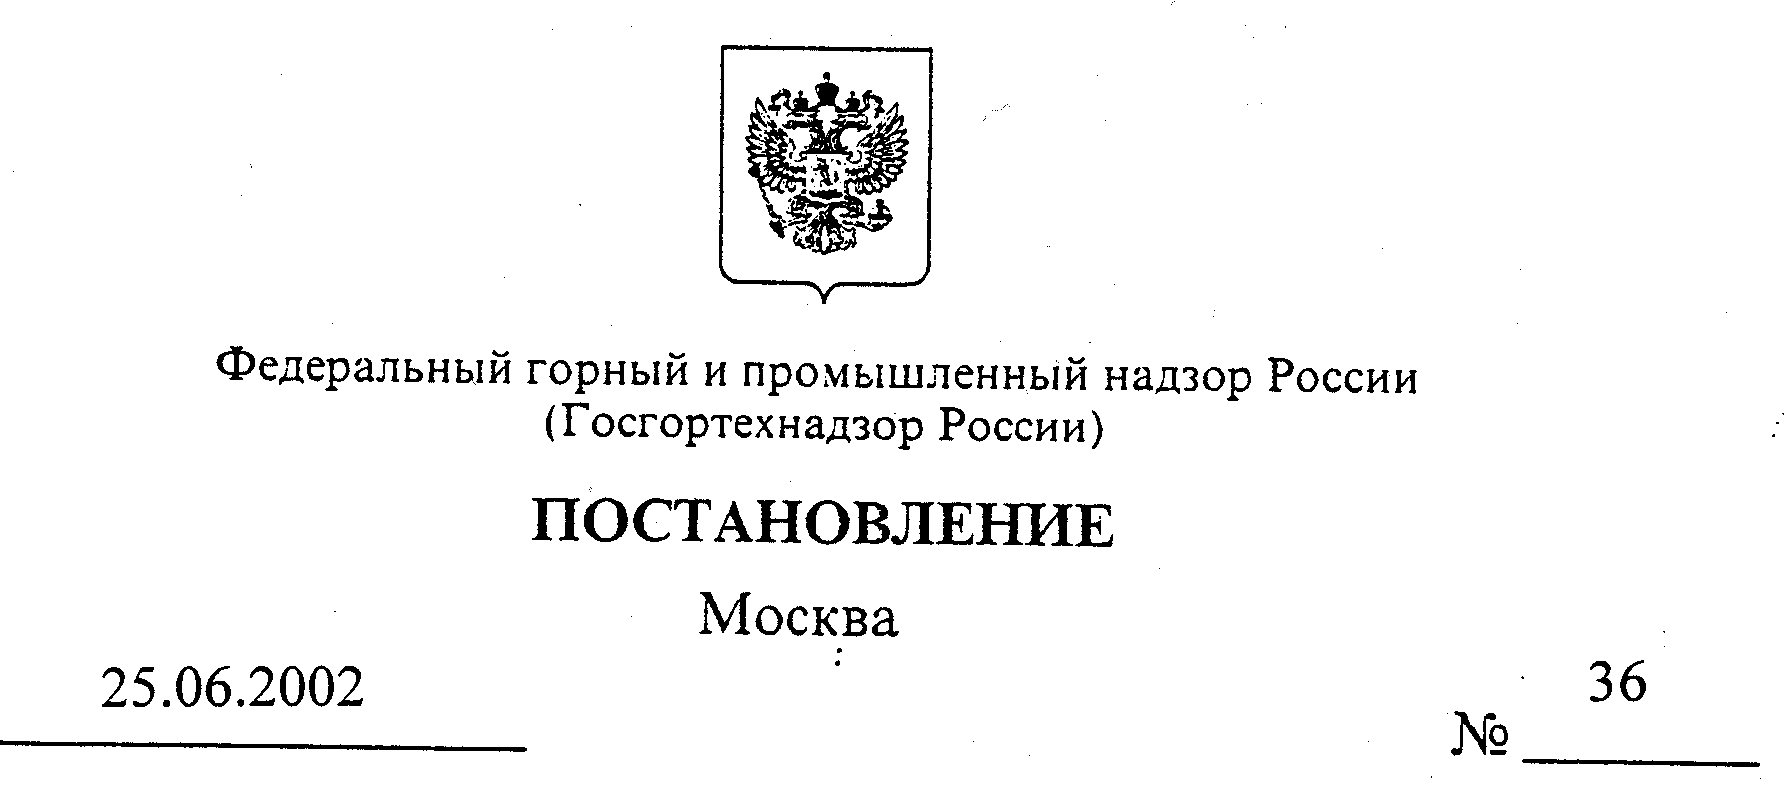 Федеральный горный и промышленный надзор России
(Госгортехнадзор России)
ПОСТАНОВЛЕНИЕ
Москва
25.06.2002
36
№